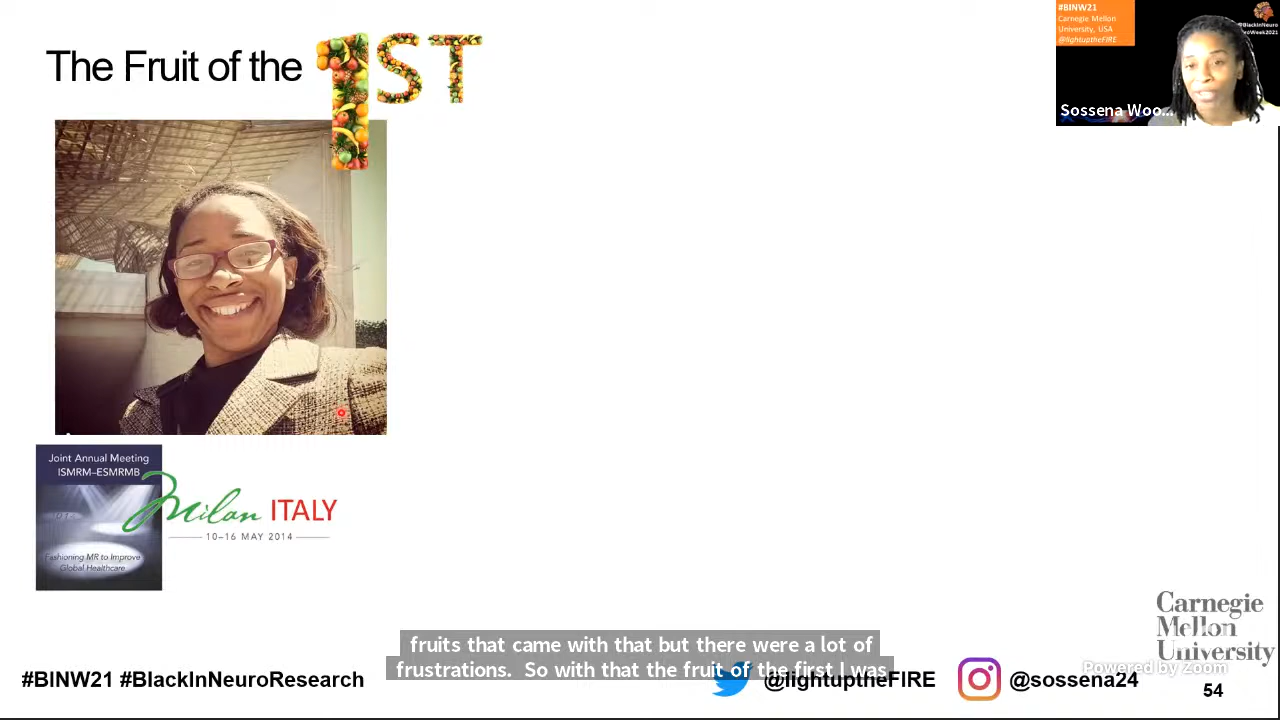 The Fruit of the 1ST
#BINW21
Carnegie Mellon
University, USA
@lightuptheFIRE
@BlackInNeuro
Sossena Woo...
Joint Annual Meeting
ISMRM–ESMRMB
Milan ITALY
10–16 MAY 2014
Fashioning MR to Improve
Global Healthcare
fruits that came with that but there were a lot of
frustrations. So with that the fruit of the first I was
#BINW21 #BlackInNeuroResearch
@lightuptheFIRE
@sossena24
Carnegie
Mellon
University
Powered by Zoom
54